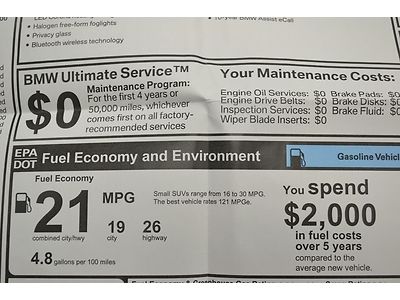 • Halogen free-form foglights
• Privacy glass
• Bluetooth wireless technology
BMW Assist eCall
BMW Ultimate Service™
$0
Maintenance Program:
For the first 4 years or
50,000 miles, whichever
comes first on all factory-
recommended services
Your Maintenance Costs:
Engine Oil Services: $0 Brake Pads: $0
Engine Drive Belts: $0 Brake Disks: $0
Inspection Services: $0 Brake Fluid: $0
Wiper Blade Inserts: $0
EPA
DOT
Fuel Economy and Environment
Gasoline Vehicl
Fuel Economy
21
MPG
19
26
combined city/hwy
city
highway
4.8 gallons per 100 miles
Small SUVs range from 16 to 30 MPG.
The best vehicle rates 121 MPGe.
You spend
$2,000
in fuel costs
over 5 years
compared to the
average new vehicle.